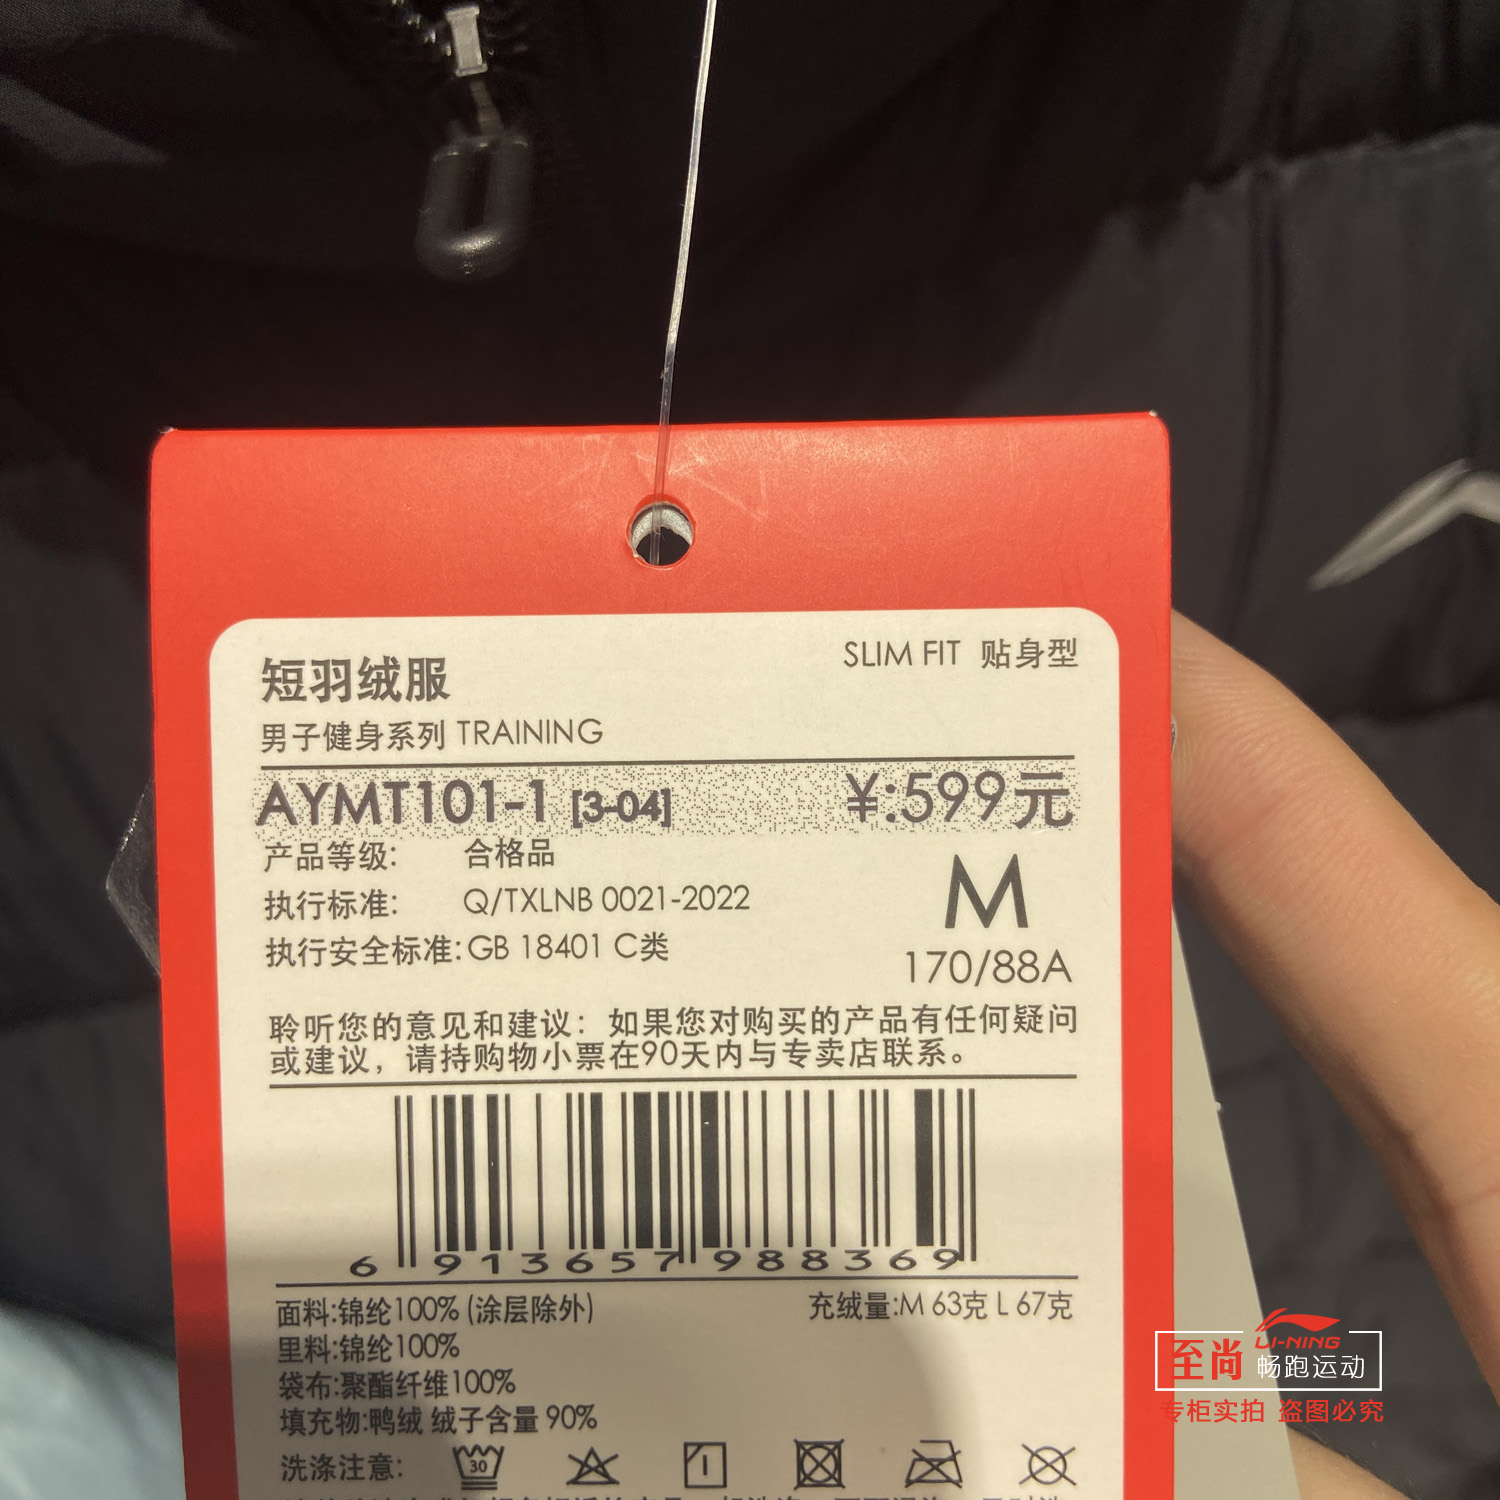 短羽绒服
SLIM FIT 贴身型
男子健身系列 TRAINING
AYMT101-1 [3-04]
¥:599元
产品等级: 合格品
执行标准: Q/TXLNB 0021-2022
M
执行安全标准:GB 18401 C类
170/88A
聆听您的意见和建议：如果您对购买的产品有任何疑问
或建议，请持购物小票在90天内与专卖店联系。
6 913657 988369
面料:锦纶100% (涂层除外)
充绒量:M 63克 L 67克
里料:锦纶100%
袋布:聚酯纤维100%
填充物:鸭绒 绒子含量 90%
洗涤注意:
30
LI-NING
至尚 畅跑运动
专柜实拍 盗图必究